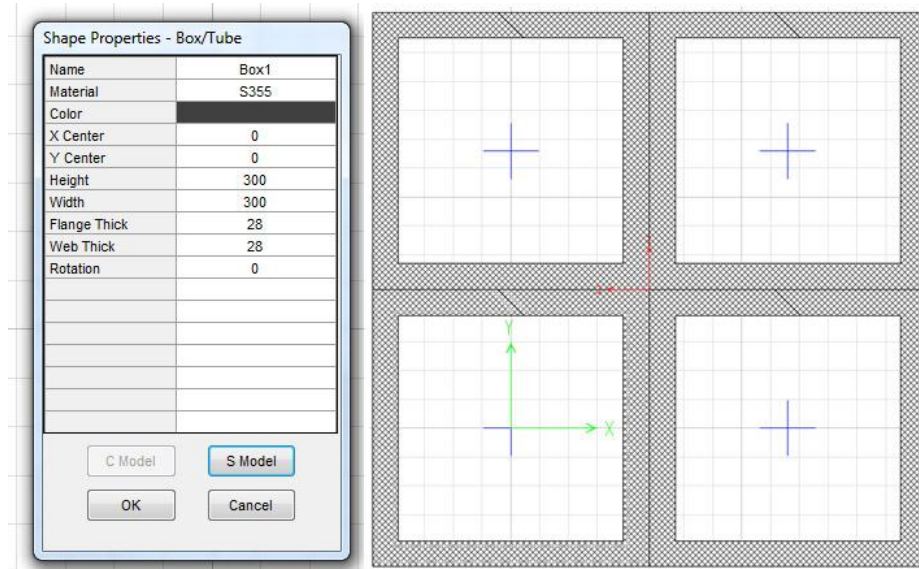 Shape Properties - Box/Tube
Name Box1
Material S355
Color
X Center 0
Y Center 0
Height 300
Width 300
Flange Thick 28
Web Thick 28
Rotation 0
C Model S Model
OK Cancel
Y
X